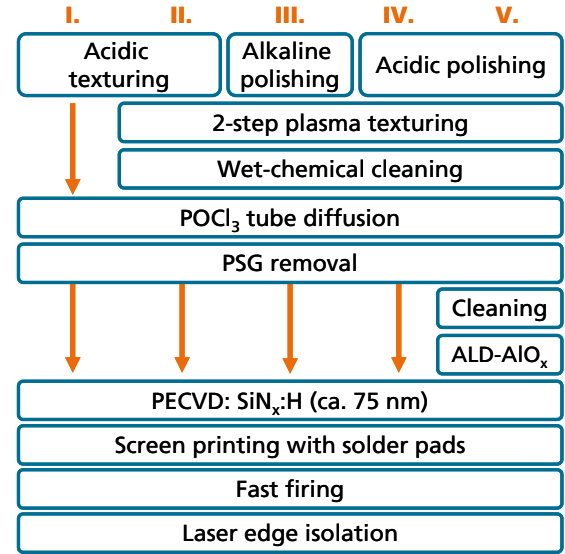 I. II. III. IV. V.
Acidic
texturing
Alkaline
polishing
Acidic polishing
2-step plasma texturing
Wet-chemical cleaning
POCl₃ tube diffusion
PSG removal
Cleaning
ALD-AlOₓ
PECVD: SiNₓ:H (ca. 75 nm)
Screen printing with solder pads
Fast firing
Laser edge isolation